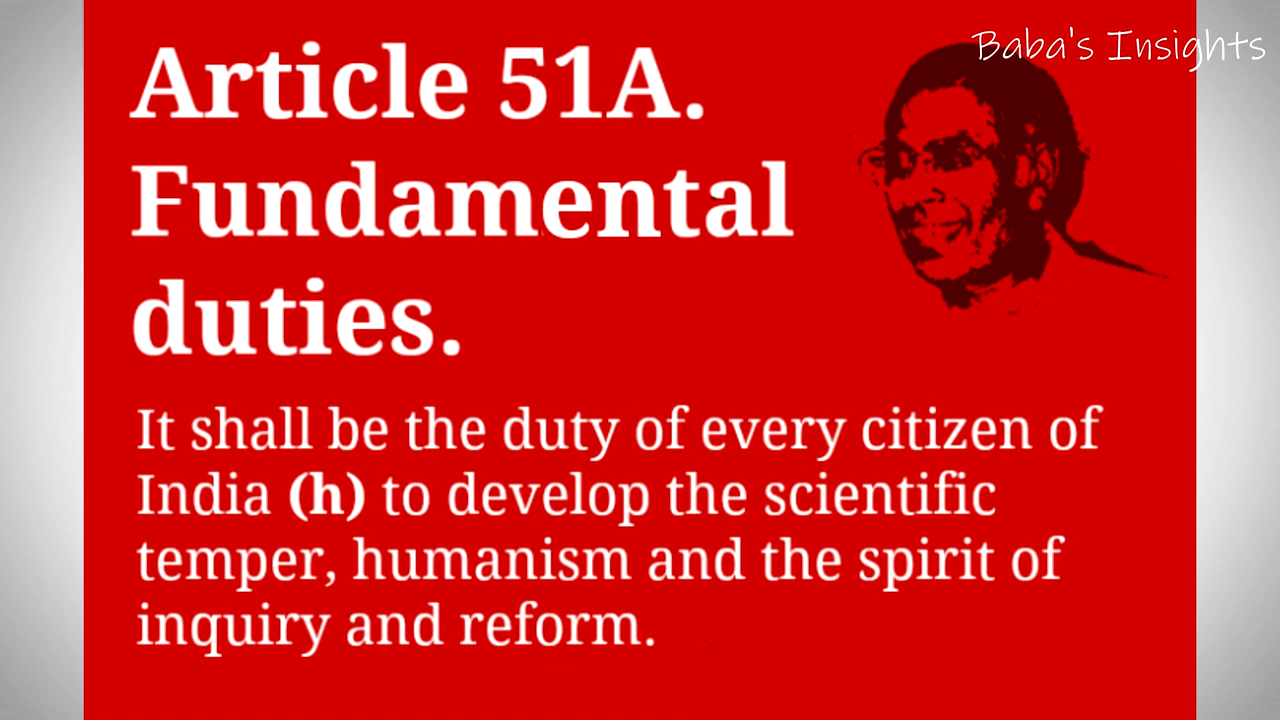 Baba's Insights
Article 51A.
Fundamental
duties.
It shall be the duty of every citizen of
India (h) to develop the scientific
temper, humanism and the spirit of
inquiry and reform.